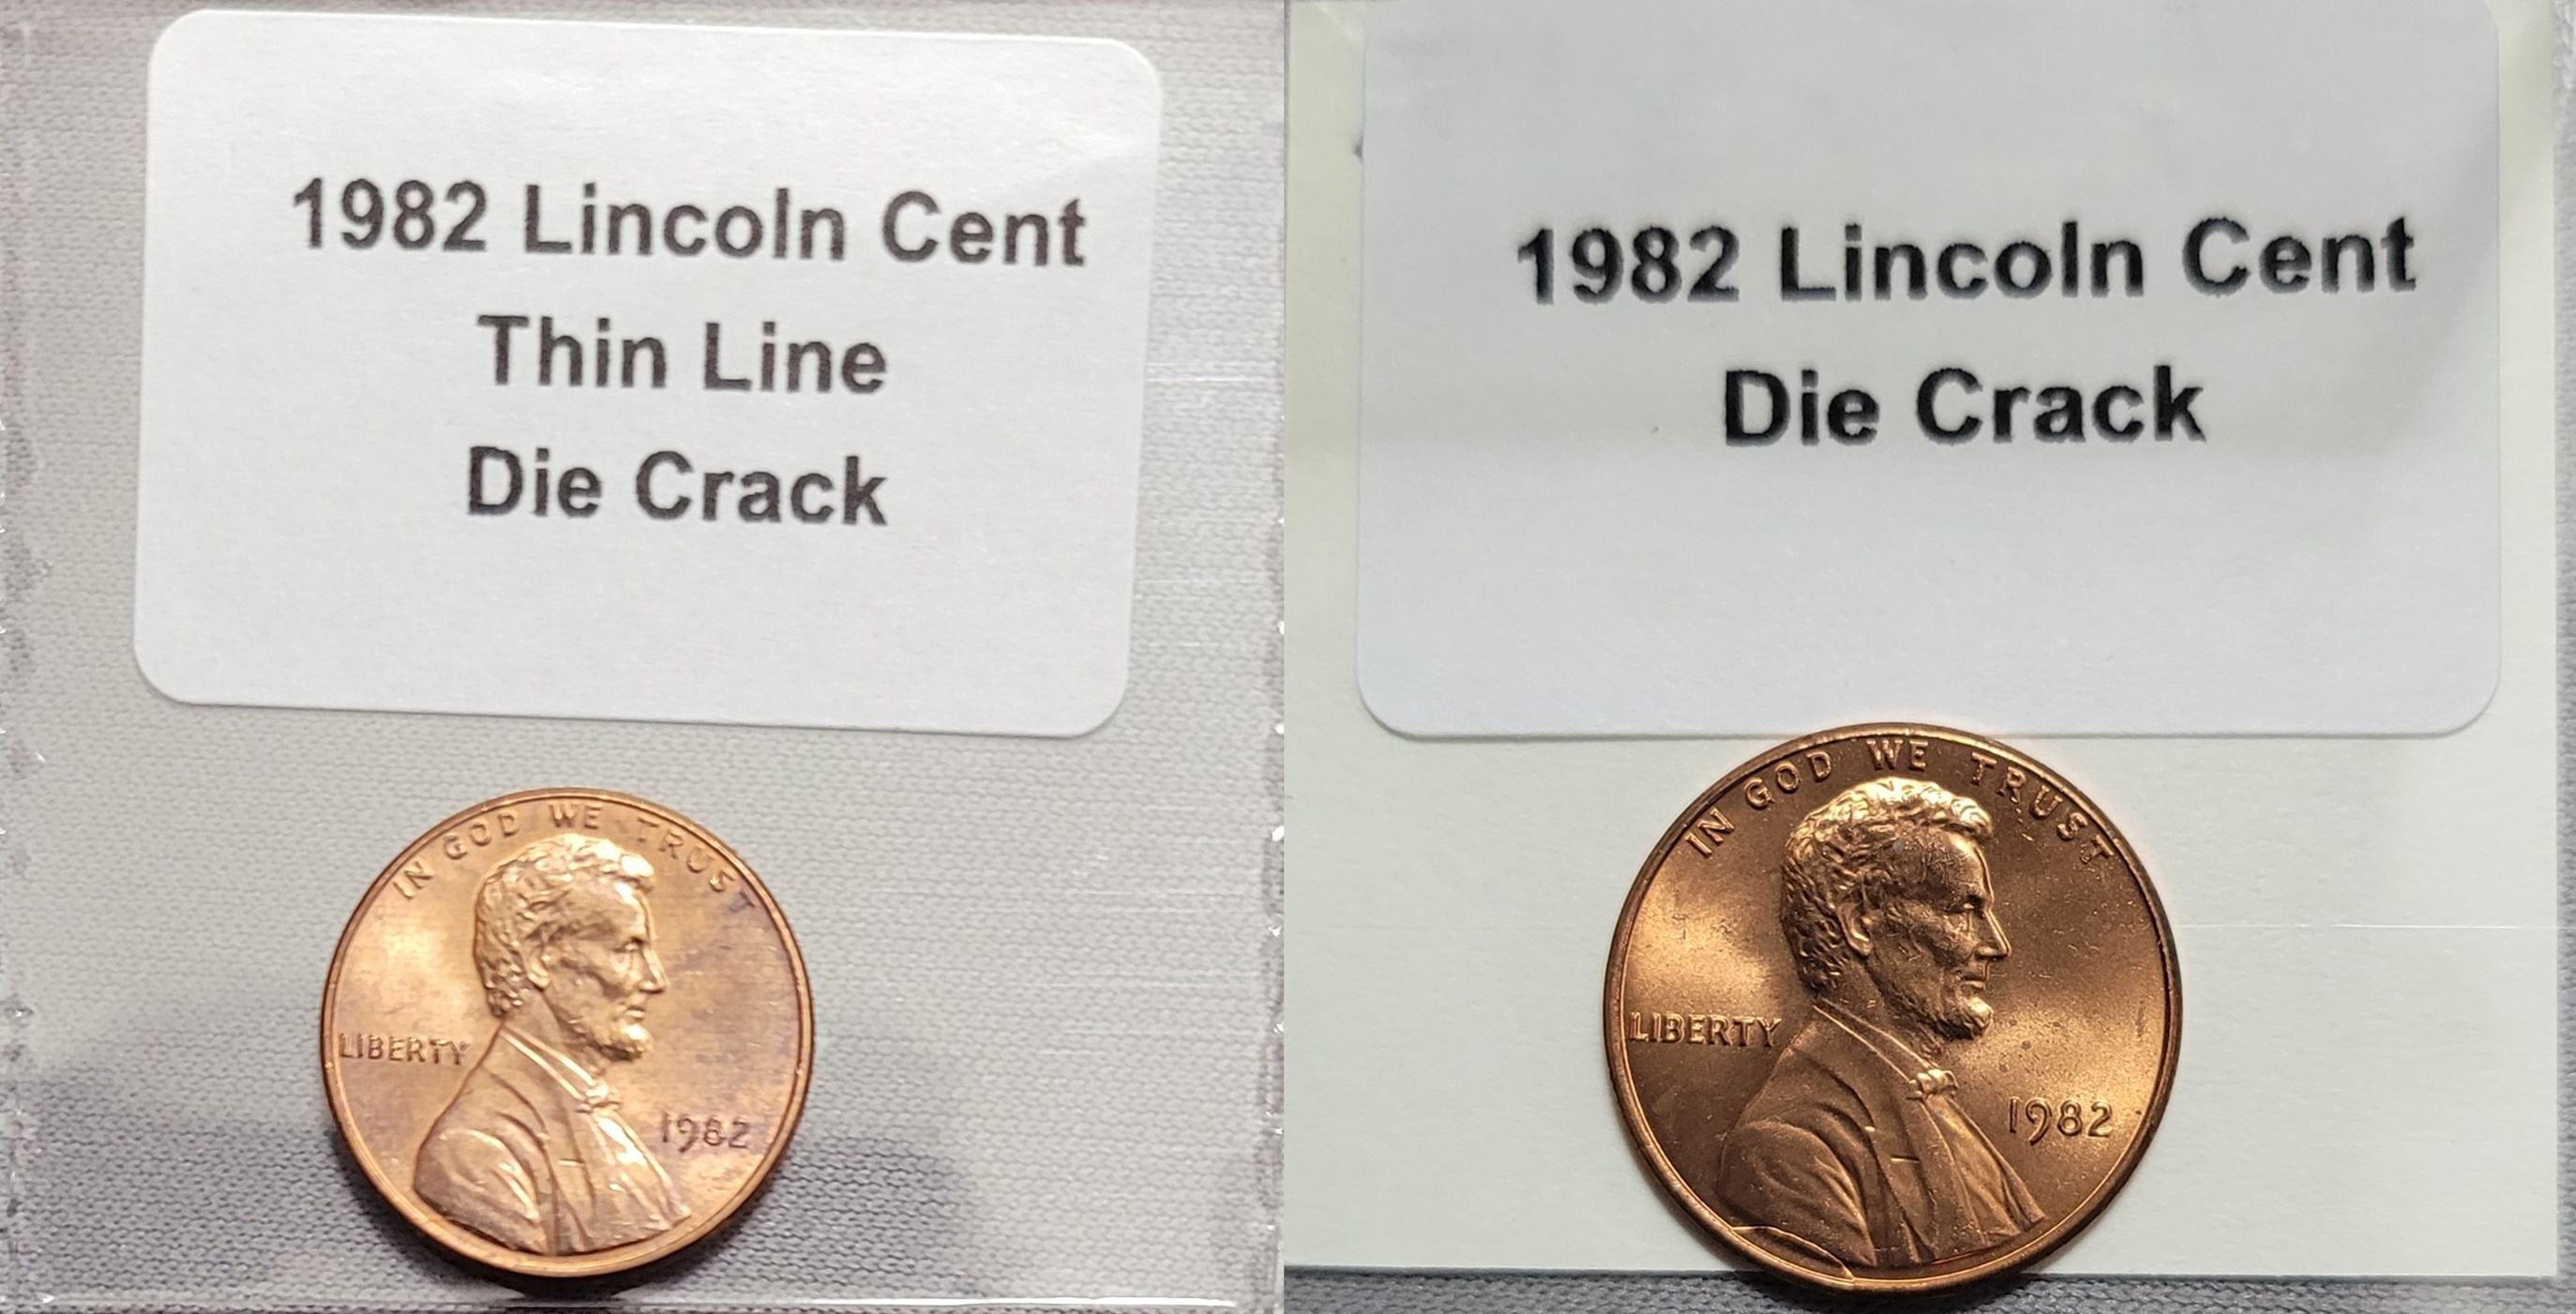 1982 Lincoln Cent
Thin Line
Die Crack
IN GOD WE TRUST
LIBERTY
1982
1982 Lincoln Cent
Die Crack
IN GOD WE TRUST
LIBERTY
1982